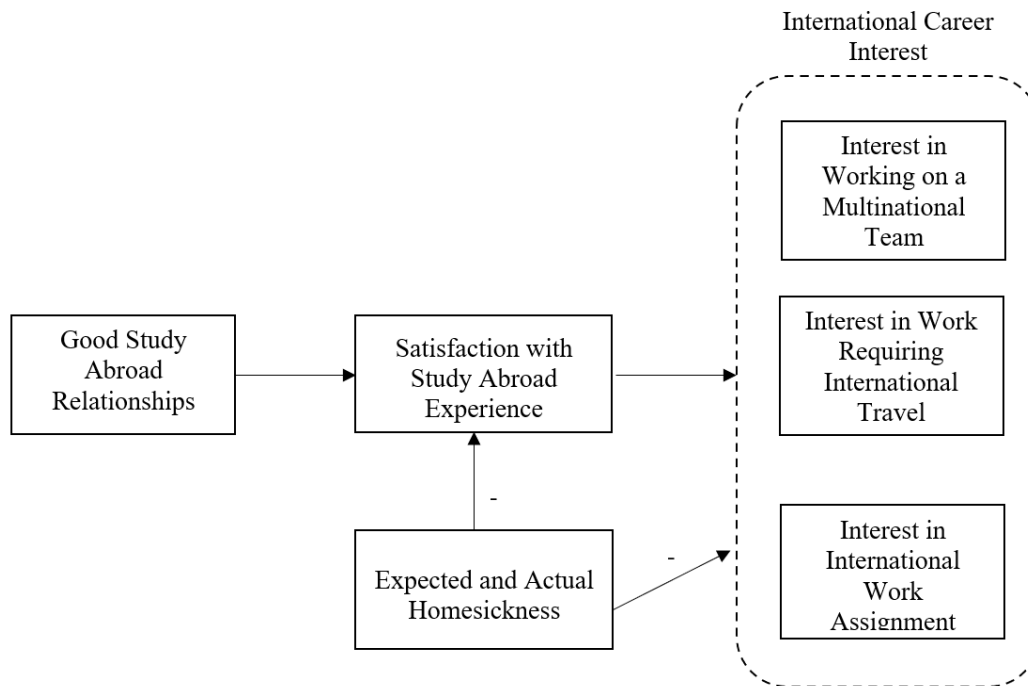 International Career
Interest
Interest in
Working on a
Multinational
Team
Good Study
Abroad
Relationships
Satisfaction with
Study Abroad
Experience
Interest in Work
Requiring
International
Travel
-
-
Expected and Actual
Homesickness
Interest in
International
Work
Assignment